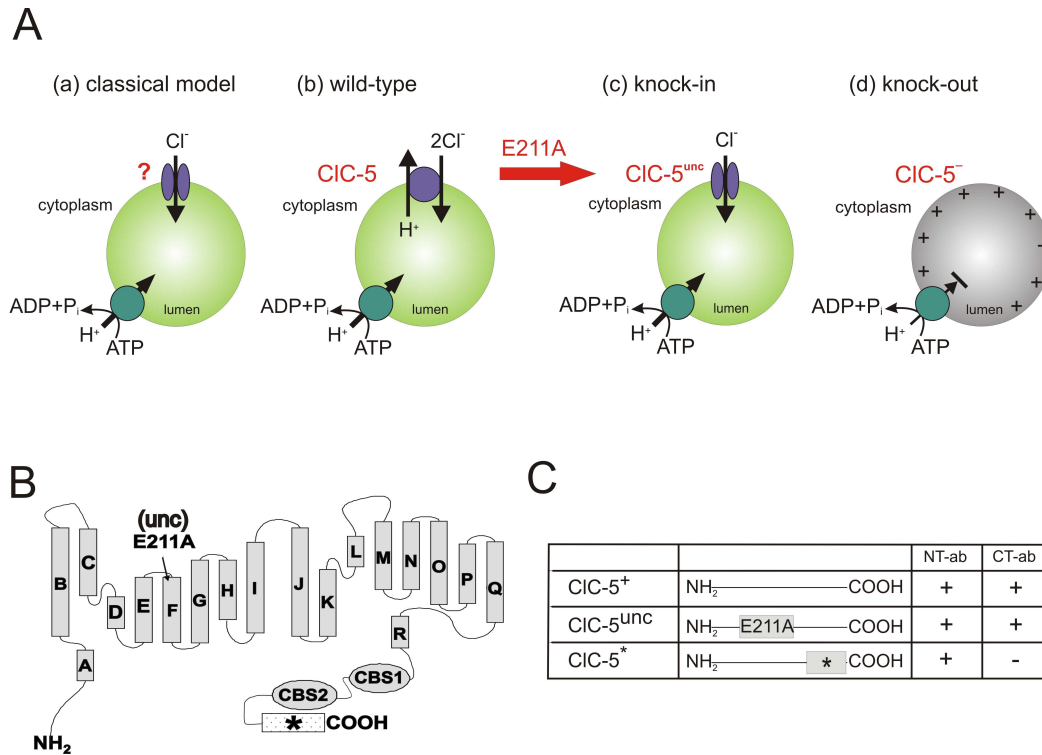 A
(a) classical model
(b) wild-type
(c) knock-in
(d) knock-out
Cl⁻
?
cytoplasm
ADP+Pᵢ
H⁺
ATP
lumen
2Cl⁻
ClC-5
cytoplasm
H⁺
ADP+Pᵢ
H⁺
ATP
lumen
E211A
Cl⁻
ClC-5ᵘⁿᶜ
cytoplasm
ADP+Pᵢ
H⁺
ATP
lumen
ClC-5⁻
cytoplasm
+ + + + + + + + +
ADP+Pᵢ
H⁺
ATP
lumen
B
(unc)
E211A
B C D E F G H I J K L M N O P Q
A
R
CBS2 CBS1
* COOH
NH₂
C
NT-ab CT-ab
ClC-5⁺ NH₂ COOH + +
ClC-5ᵘⁿᶜ NH₂ E211A COOH + +
ClC-5* NH₂ * COOH + -